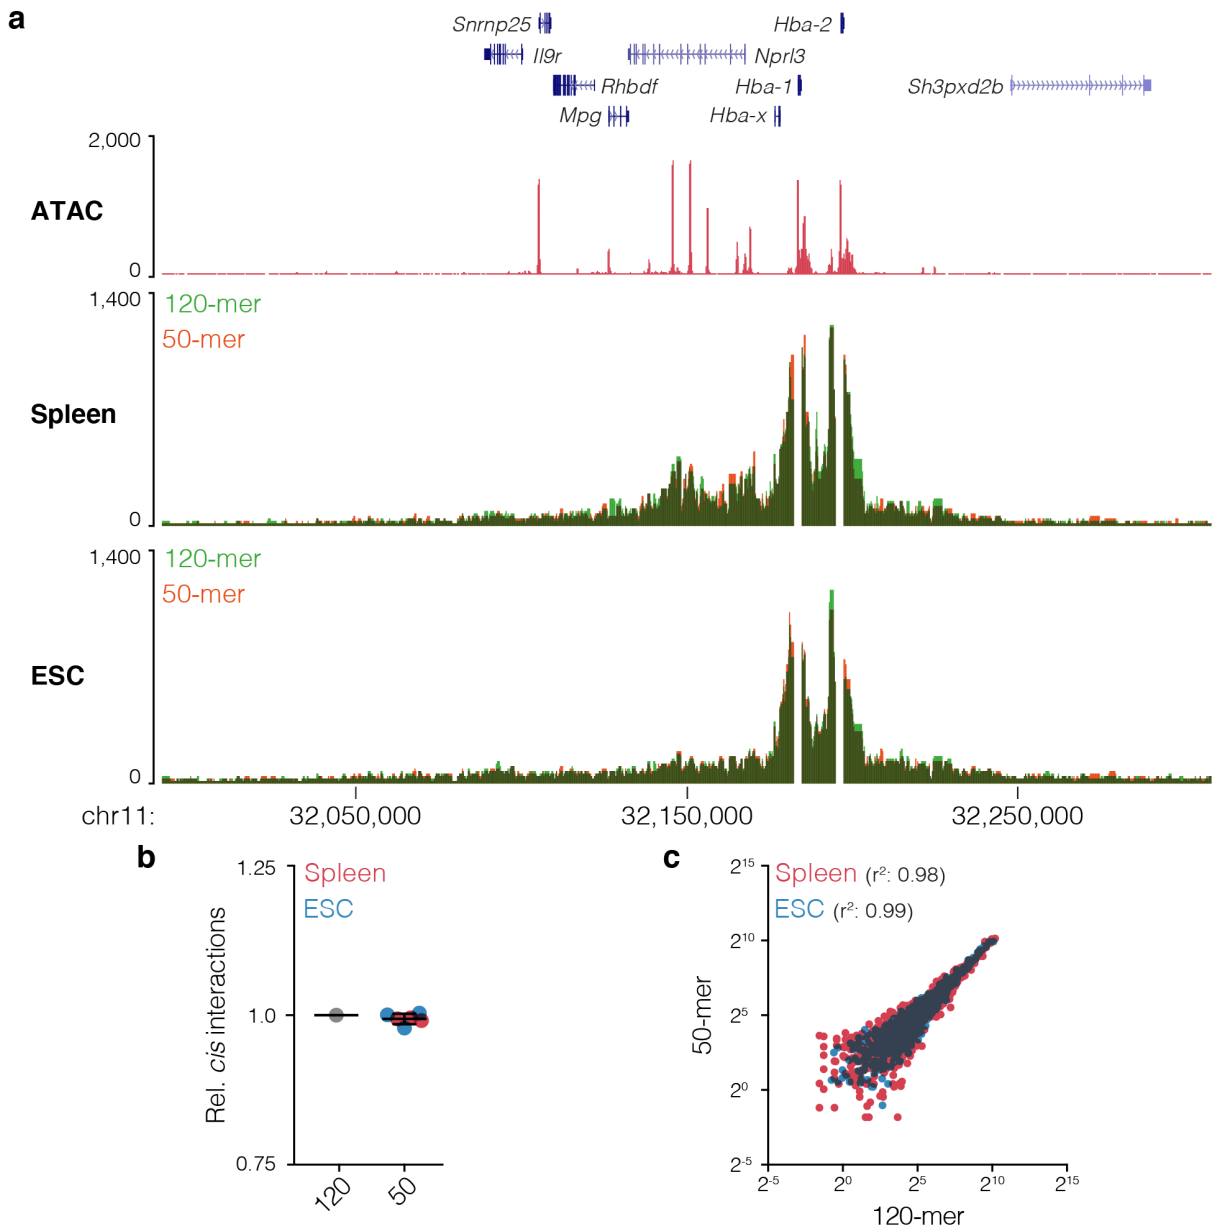 a
Snrnp25
Hba-2
Il9r
Nprl3
Rhbdf
Hba-1
Sh3pxd2b
Mpg
Hba-x
2,000
ATAC
0
1,400
120-mer
50-mer
Spleen
0
1,400
120-mer
50-mer
ESC
0
chr11: 32,050,000 32,150,000 32,250,000
b
1.25
Spleen
ESC
Rel. cis interactions
1.0
0.75
120 50
c
2¹⁵
Spleen (r²: 0.98)
ESC (r²: 0.99)
2¹⁰
50-mer
2⁵
2⁰
2⁻⁵
2⁻⁵ 2⁰ 2⁵ 2¹⁰ 2¹⁵
120-mer